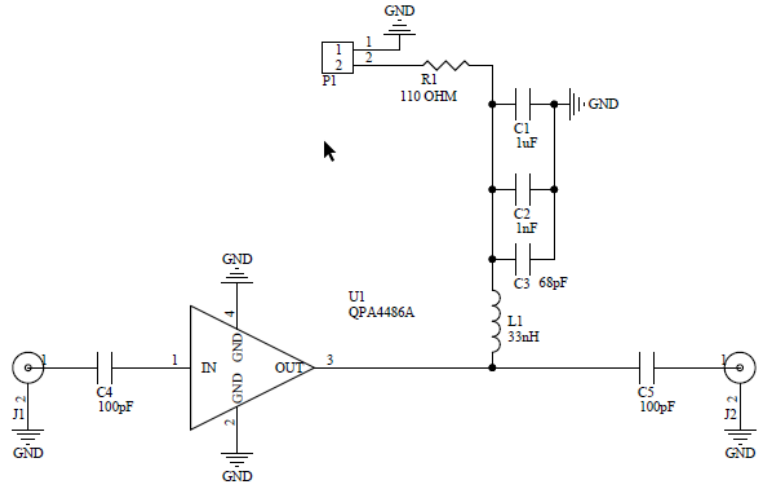 GND
1 1
2 2
P1
R1
110 OHM
GND
C1
1uF
C2
1nF
C3 68pF
GND
U1
QPA4486A
L1
33nH
4
GND
1 1 IN OUT 3 1
GND
C4
100pF
C5
100pF
2
J1
2
2
J2
GND
GND
GND